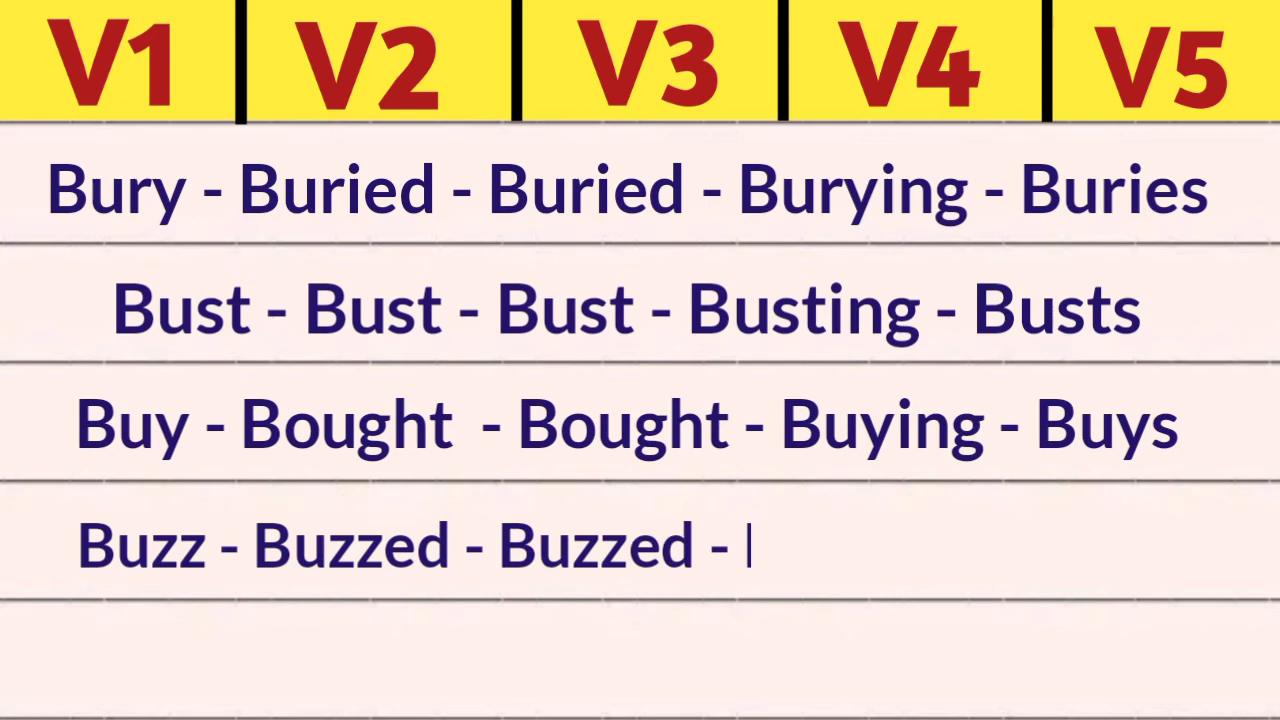 V1 V2 V3 V4 V5
Bury - Buried - Buried - Burying - Buries
Bust - Bust - Bust - Busting - Busts
Buy - Bought - Bought - Buying - Buys
Buzz - Buzzed - Buzzed -